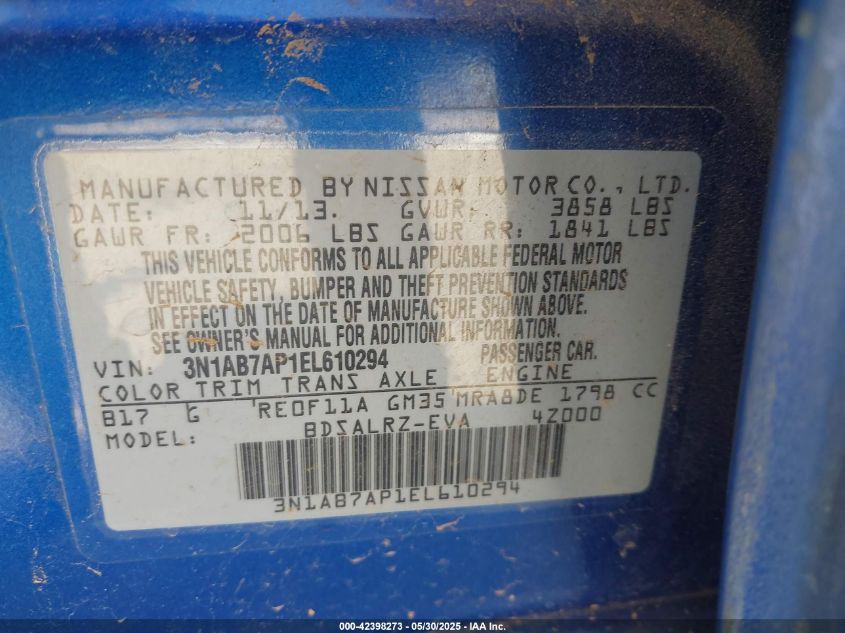 MANUFACTURED BY NISSAN MOTOR CO., LTD.
DATE: 11/13. GVWR: 3858 LBS
GAWR FR: 2006 LBS GAWR RR: 1841 LBS
THIS VEHICLE CONFORMS TO ALL APPLICABLE FEDERAL MOTOR
VEHICLE SAFETY, BUMPER AND THEFT PREVENTION STANDARDS
IN EFFECT ON THE DATE OF MANUFACTURE SHOWN ABOVE.
SEE OWNER'S MANUAL FOR ADDITIONAL INFORMATION.
VIN: 3N1AB7AP1EL610294 PASSENGER CAR.
COLOR TRIM TRANS AXLE ENGINE
B17 G RE0F11A GM35 MRA8DE 1798 CC
MODEL: BDSALRZ-EVA 4Z000
3N1AB7AP1EL610294
000-42398273 - 05/30/2025 - IAA Inc.